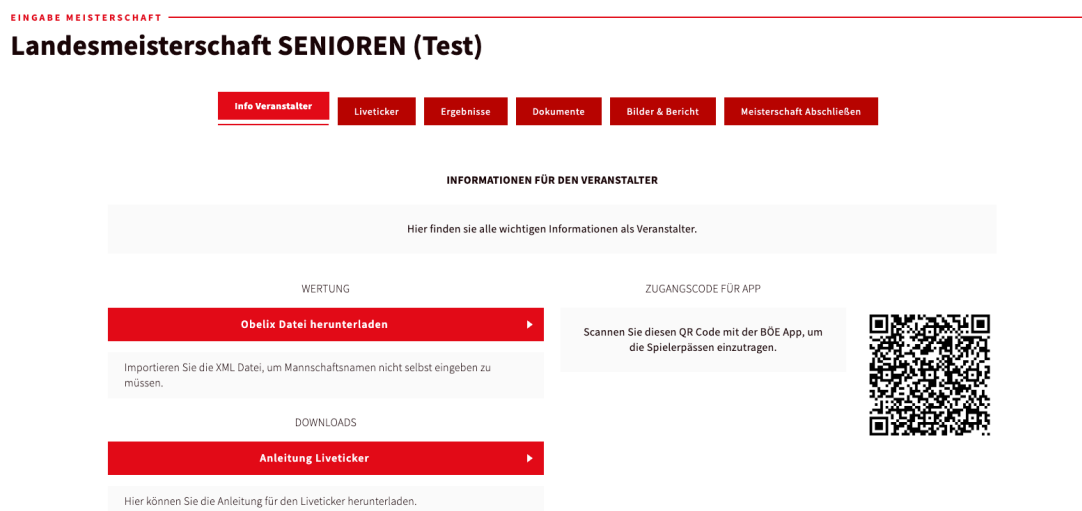 EINGABE MEISTERSCHAFT
Landesmeisterschaft SENIOREN (Test)
Info Veranstalter
Liveticker
Ergebnisse
Dokumente
Bilder & Bericht
Meisterschaft Abschließen
INFORMATIONEN FÜR DEN VERANSTALTER
Hier finden sie alle wichtigen Informationen als Veranstalter.
WERTUNG
Obelix Datei herunterladen
Importieren Sie die XML Datei, um Mannschaftsnamen nicht selbst eingeben zu
müssen.
DOWNLOADS
Anleitung Liveticker
Hier können Sie die Anleitung für den Liveticker herunterladen.
ZUGANGSCODE FÜR APP
Scannen Sie diesen QR Code mit der BÖE App, um
die Spielerpässen einzutragen.